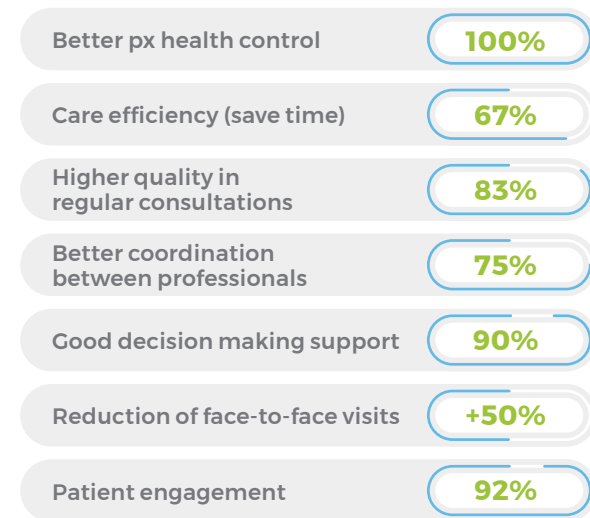 Better px health control
100%
Care efficiency (save time)
67%
Higher quality in
regular consultations
83%
Better coordination
between professionals
75%
Good decision making support
90%
Reduction of face-to-face visits
+50%
Patient engagement
92%